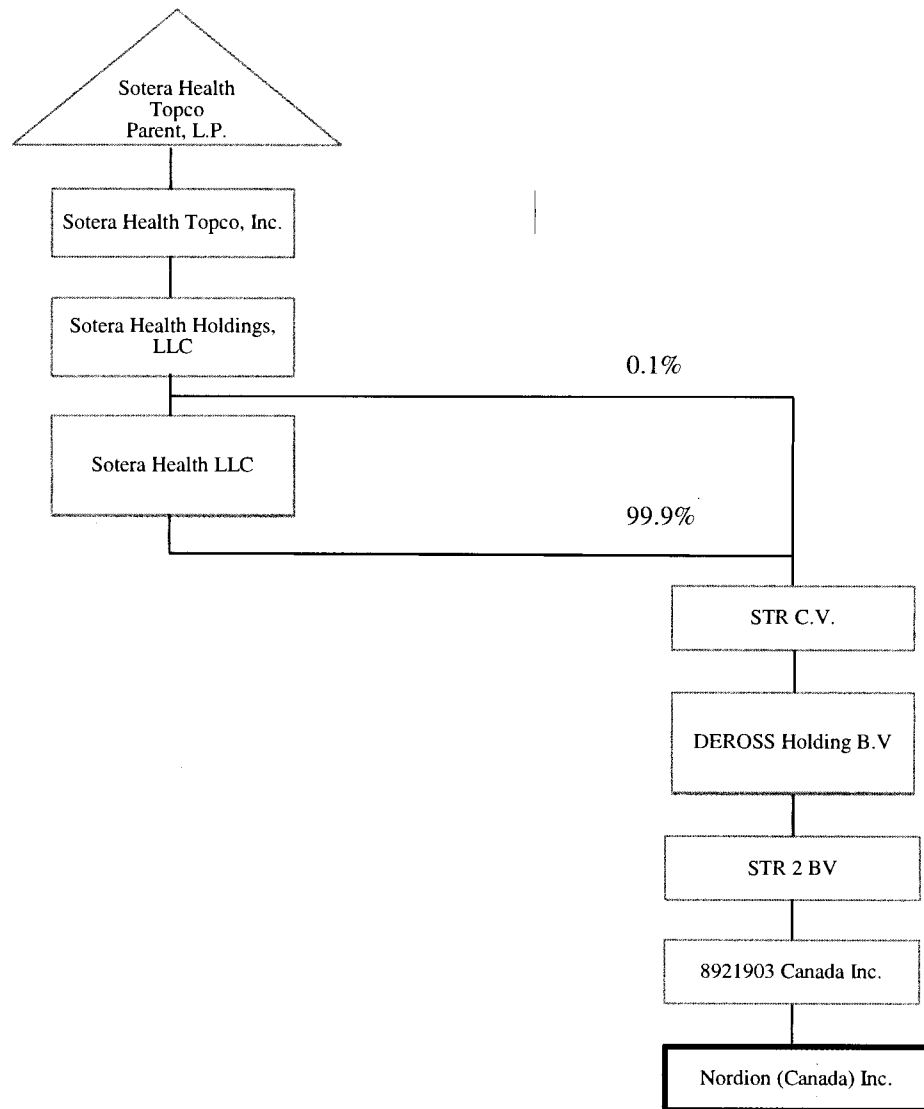 Sotera Health
Topco
Parent, L.P.
Sotera Health Topco, Inc.
Sotera Health Holdings,
LLC
0.1%
Sotera Health LLC
99.9%
STR C.V.
DEROSS Holding B.V
STR 2 BV
8921903 Canada Inc.
Nordion (Canada) Inc.